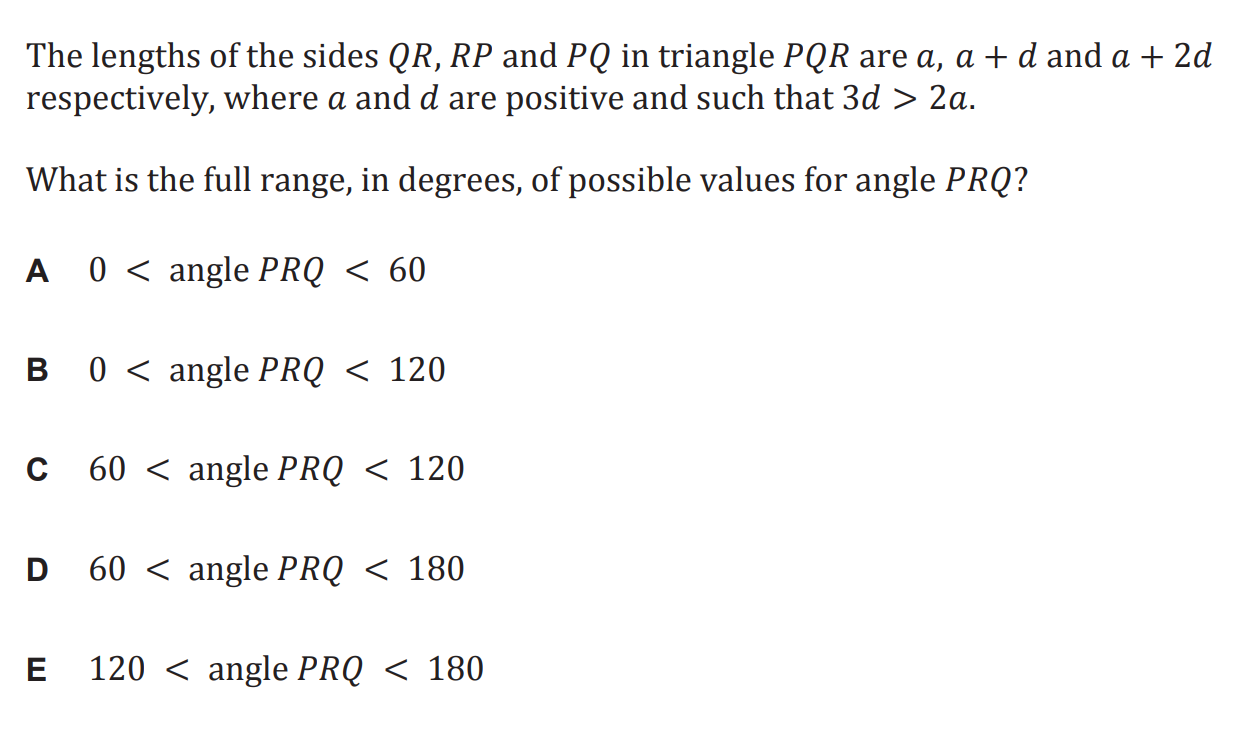 The lengths of the sides QR, RP and PQ in triangle PQR are a, a + d and a + 2d
respectively, where a and d are positive and such that 3d > 2a.
What is the full range, in degrees, of possible values for angle PRQ?
A 0 < angle PRQ < 60
B 0 < angle PRQ < 120
C 60 < angle PRQ < 120
D 60 < angle PRQ < 180
E 120 < angle PRQ < 180